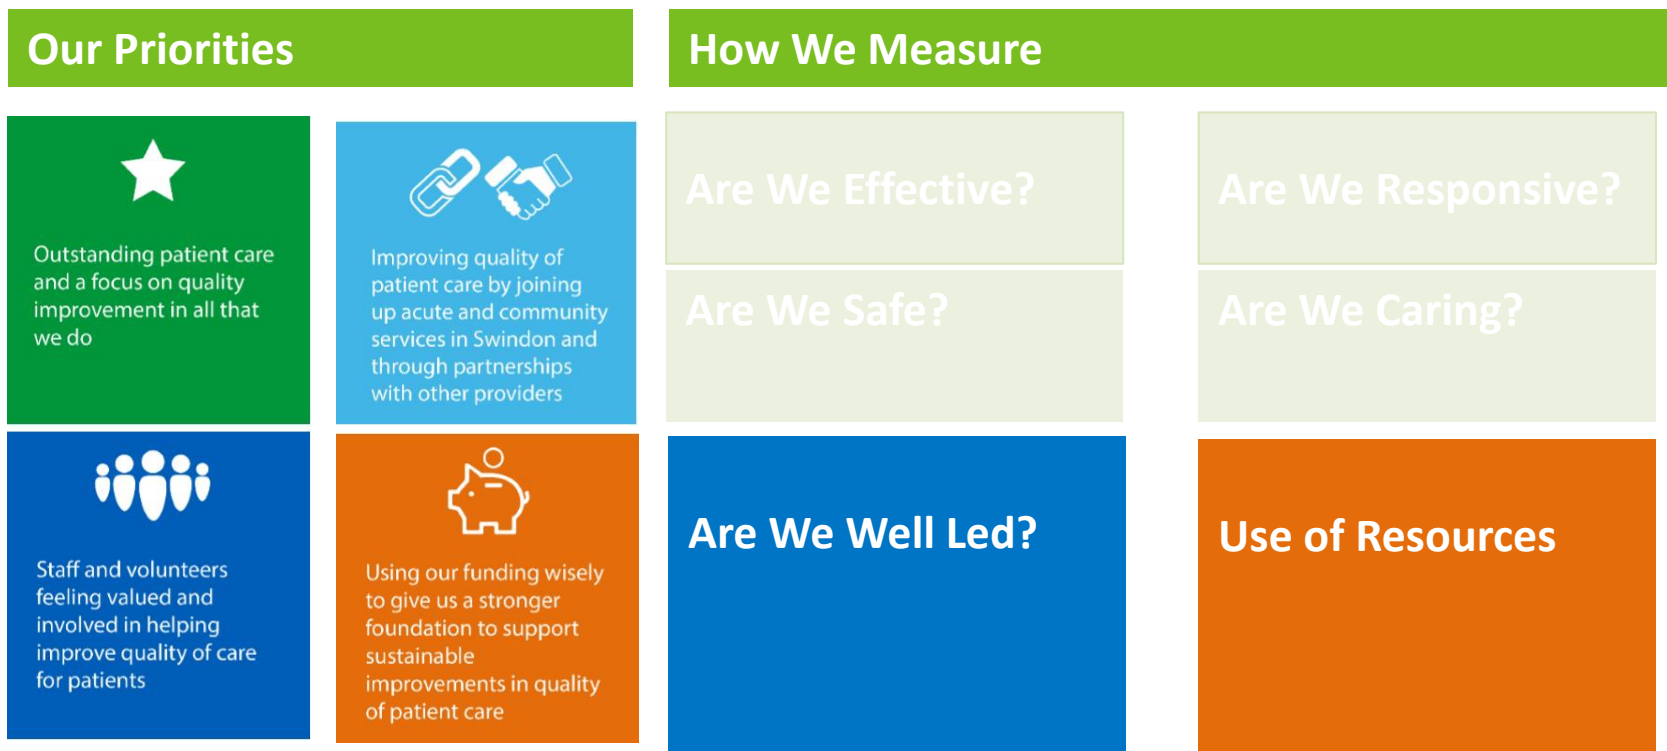 Our Priorities
How We Measure
Outstanding patient care
and a focus on quality
improvement in all that
we do
Improving quality of
patient care by joining
up acute and community
services in Swindon and
through partnerships
with other providers
Staff and volunteers
feeling valued and
involved in helping
improve quality of care
for patients
Using our funding wisely
to give us a stronger
foundation to support
sustainable
improvements in quality
of patient care
Are We Effective?
Are We Responsive?
Are We Safe?
Are We Caring?
Are We Well Led?
Use of Resources